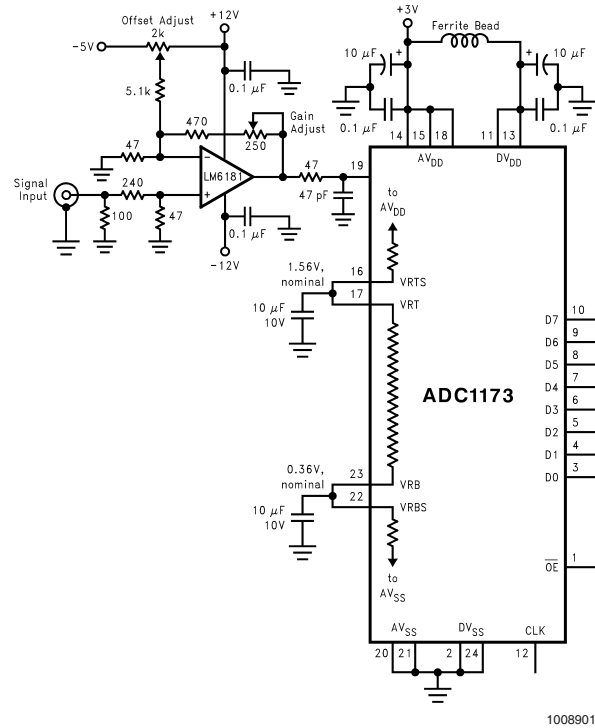 Offset Adjust
2k
+12V
-5V
5.1k
0.1 μF
470
Gain
Adjust
250
47
-
LM6181
+
47
19
47 pF
Signal
Input
240
100
47
0.1 μF
-12V
+3V
Ferrite Bead
10 μF
+
+
10 μF
0.1 μF
0.1 μF
14
15
18
11
13
AVDD
DVDD
to
AVDD
1.56V,
nominal
16
VRTS
17
VRT
10 μF
10V
ADC1173
D7
10
D6
9
D5
8
D4
7
D3
6
D2
5
D1
4
D0
3
0.36V,
nominal
23
VRB
22
VRBS
10 μF
10V
to
AVSS
OE
1
AVSS
DVSS
CLK
20
21
2
24
12
1008901